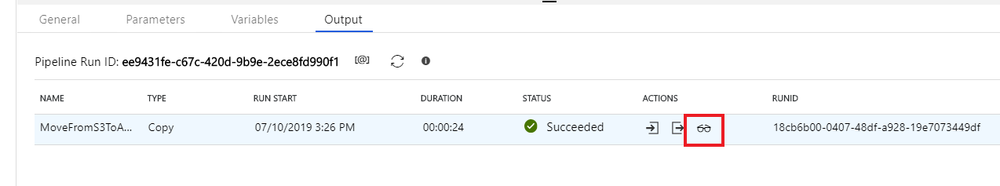 General Parameters Variables Output
Pipeline Run ID: ee9431fe-c67c-420d-9b9e-2ece8fd990f1 [@]
NAME TYPE RUN START DURATION STATUS ACTIONS RUNID
MoveFromS3ToA... Copy 07/10/2019 3:26 PM 00:00:24 Succeeded 18cb6b00-0407-48df-a928-19e7073449df